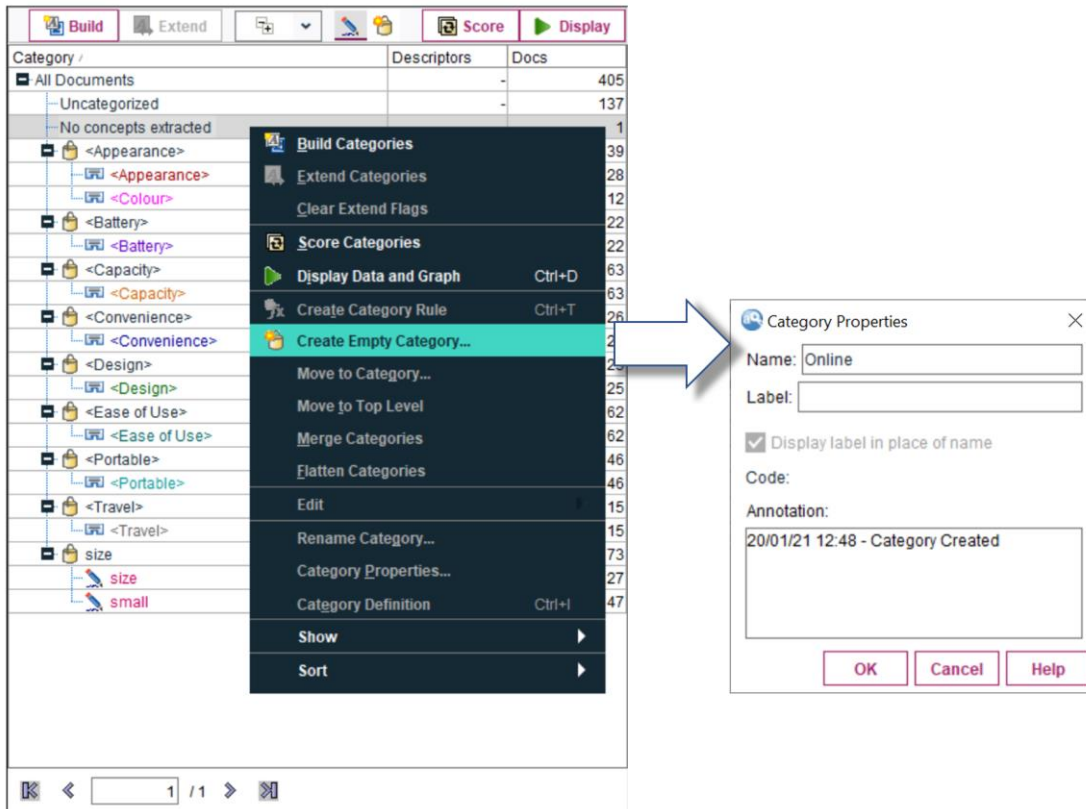 Build Extend Score Display
Category / Descriptors Docs
All Documents - 405
Uncategorized - 137
No concepts extracted 1
<Appearance> 39
<Appearance> 28
<Colour> 12
<Battery> 22
<Battery> 22
<Capacity> 63
<Capacity> 63
<Convenience> 26
<Convenience>
<Design>
<Design> 25
<Ease of Use> 62
<Ease of Use> 62
<Portable> 46
<Portable> 46
<Travel> 15
<Travel> 15
size 73
size 27
small 47
1 / 1
Build Categories
Extend Categories
Clear Extend Flags
Score Categories
Display Data and Graph Ctrl+D
Create Category Rule Ctrl+T
Create Empty Category...
Move to Category...
Move to Top Level
Merge Categories
Flatten Categories
Edit
Rename Category...
Category Properties...
Category Definition Ctrl+I
Show
Sort
Category Properties
Name: Online
Label:
Display label in place of name
Code:
Annotation:
20/01/21 12:48 - Category Created
OK Cancel Help